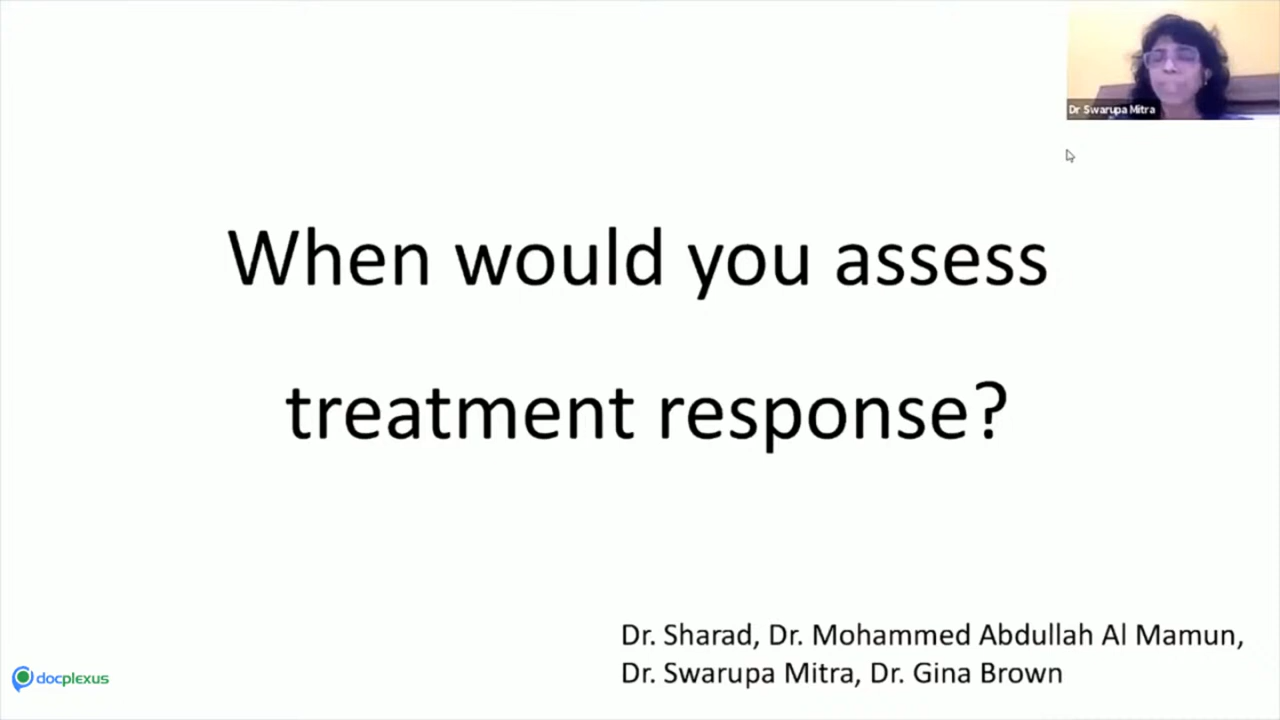 Dr Swarupa Mitra
When would you assess
treatment response?
Dr. Sharad, Dr. Mohammed Abdullah Al Mamun,
Dr. Swarupa Mitra, Dr. Gina Brown
docplexus